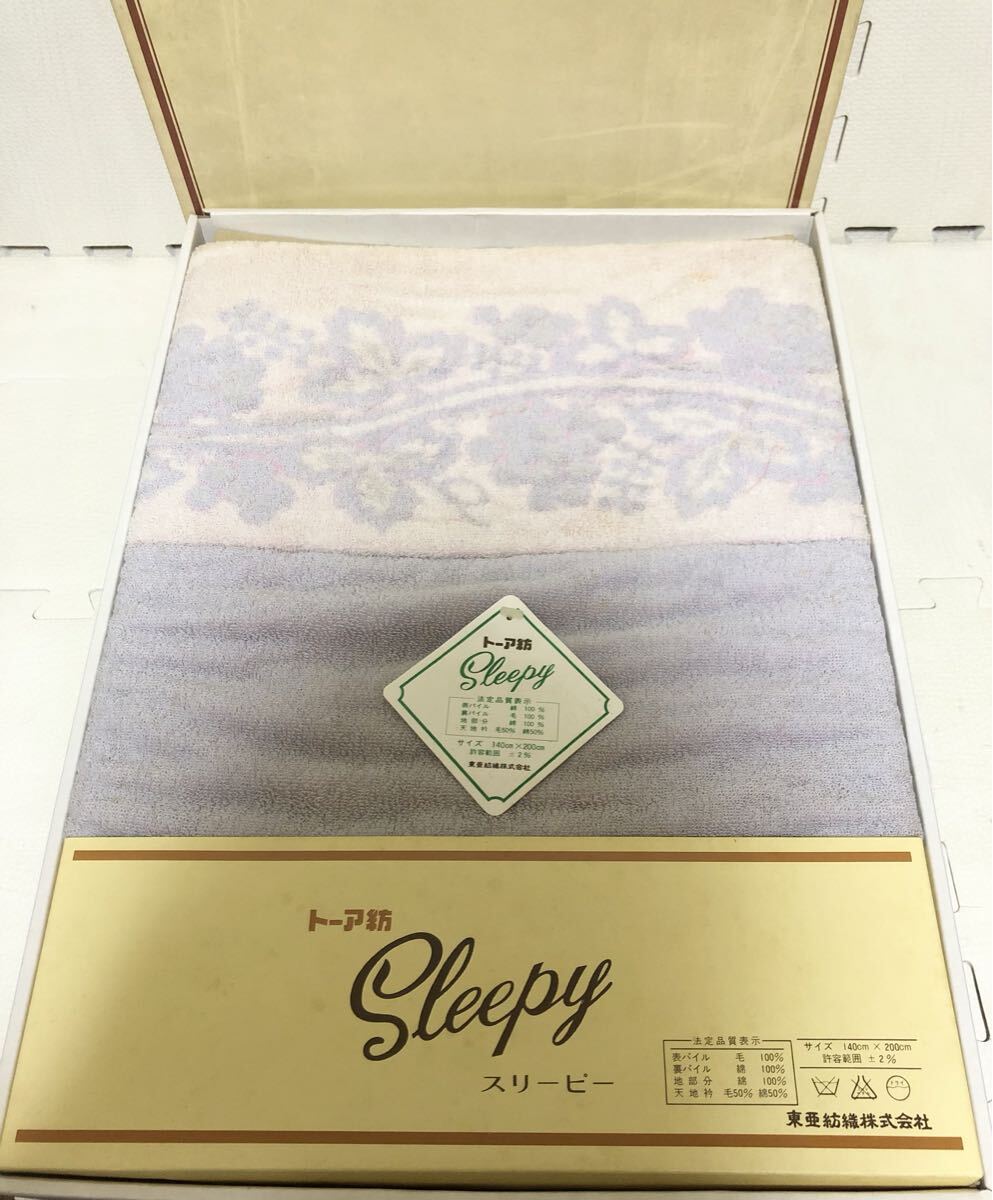 トーア紡
Sleepy
法定品質表示
表パイル 綿 100%
裏パイル 毛 100%
地部分 綿 100%
天地衿 毛50% 綿50%
サイズ 140cm×200cm
許容範囲 ±2%
東亜紡織株式会社
トーア紡
Sleepy
スリーピー
法定品質表示
表パイル 毛 100%
裏パイル 綿 100%
地部分 綿 100%
天地衿 毛50% 綿50%
サイズ 140cm×200cm
許容範囲 ±2%
ドライ
東亜紡織株式会社